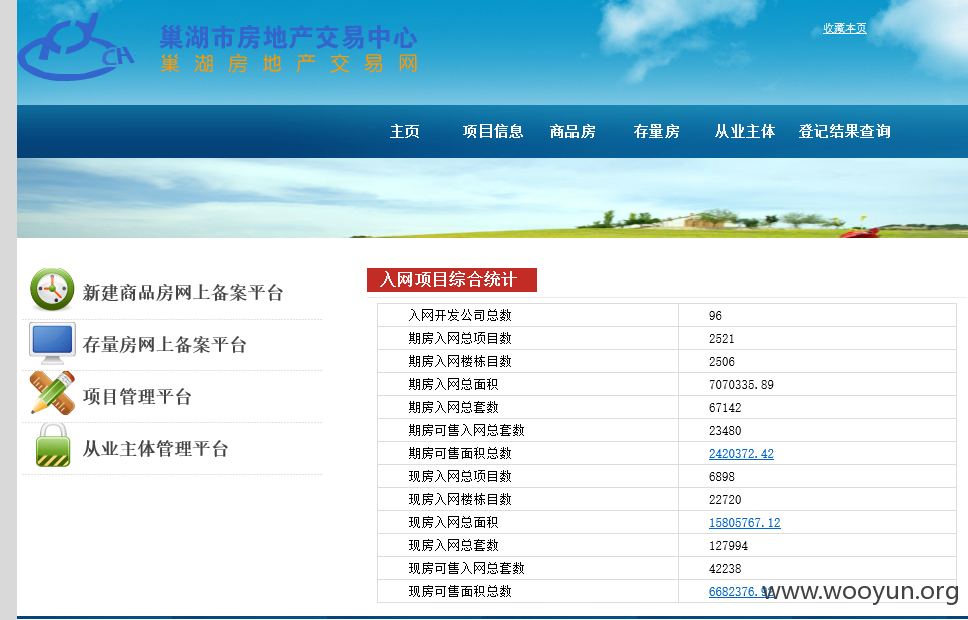 巢湖市房地产交易中心
巢湖房地产交易网
CH
收藏本页
主页 项目信息 商品房 存量房 从业主体 登记结果查询
新建商品房网上备案平台
存量房网上备案平台
项目管理平台
从业主体管理平台
入网项目综合统计
入网开发公司总数 96
期房入网总项目数 2521
期房入网楼栋目数 2506
期房入网总面积 7070335.89
期房入网总套数 67142
期房可售入网总套数 23480
期房可售面积总数 2420372.42
现房入网总项目数 6898
现房入网楼栋目数 22720
现房入网总面积 15805767.12
现房入网总套数 127994
现房可售入网总套数 42238
现房可售面积总数
www.wooyun.org